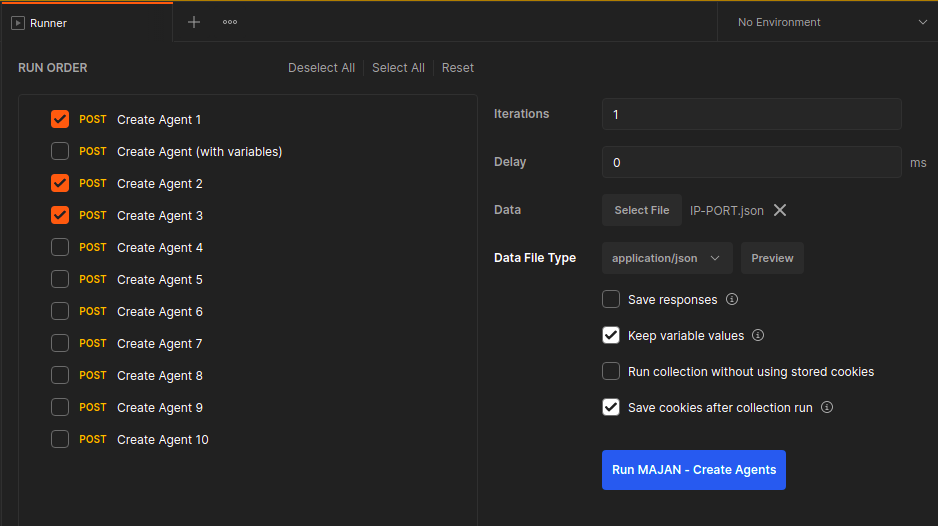 Runner
No Environment
RUN ORDER
Deselect All
Select All
Reset
POST Create Agent 1
POST Create Agent (with variables)
POST Create Agent 2
POST Create Agent 3
POST Create Agent 4
POST Create Agent 5
POST Create Agent 6
POST Create Agent 7
POST Create Agent 8
POST Create Agent 9
POST Create Agent 10
Iterations
1
Delay
0
ms
Data
Select File
IP-PORT.json
Data File Type
application/json
Preview
Save responses
Keep variable values
Run collection without using stored cookies
Save cookies after collection run
Run MAJAN - Create Agents